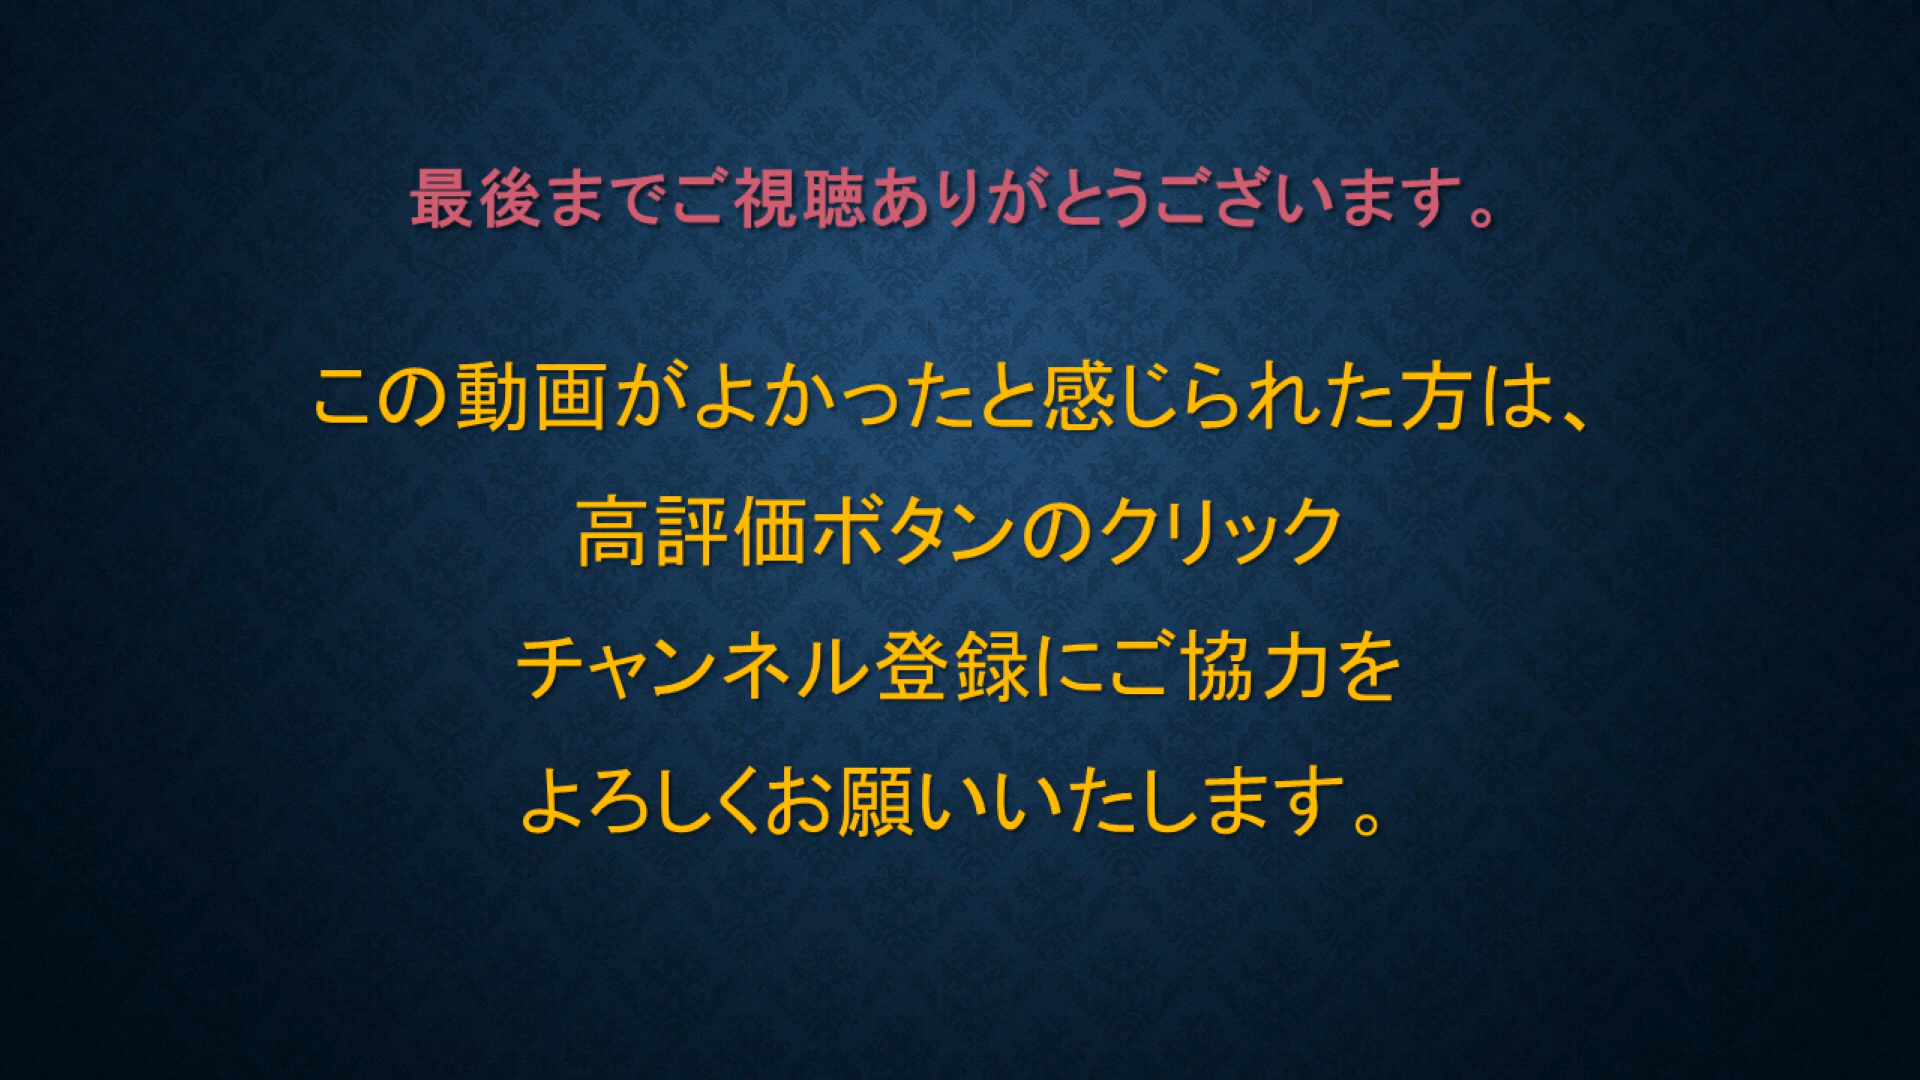 最後までご視聴ありがとうございます。
この動画がよかったと感じられた方は、
高評価ボタンのクリック
チャンネル登録にご協力を
よろしくお願いいたします。